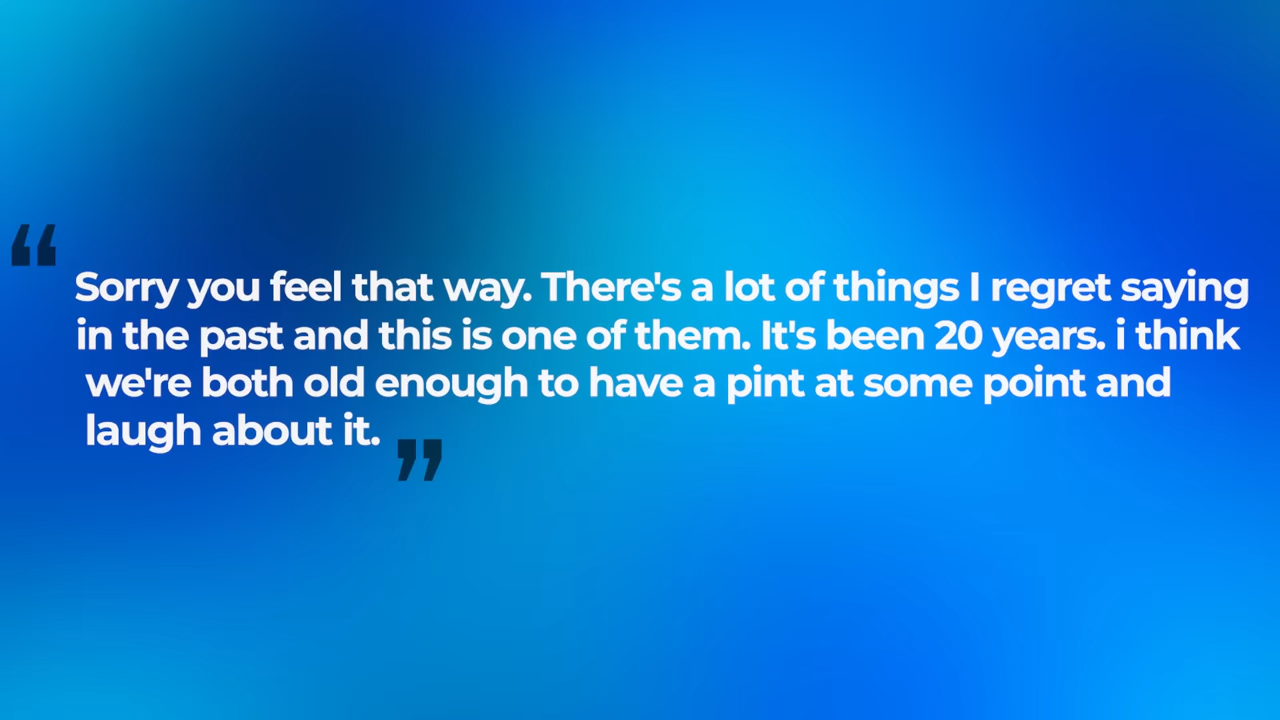 “
Sorry you feel that way. There's a lot of things I regret saying
in the past and this is one of them. It's been 20 years. i think
we're both old enough to have a pint at some point and
laugh about it.
”